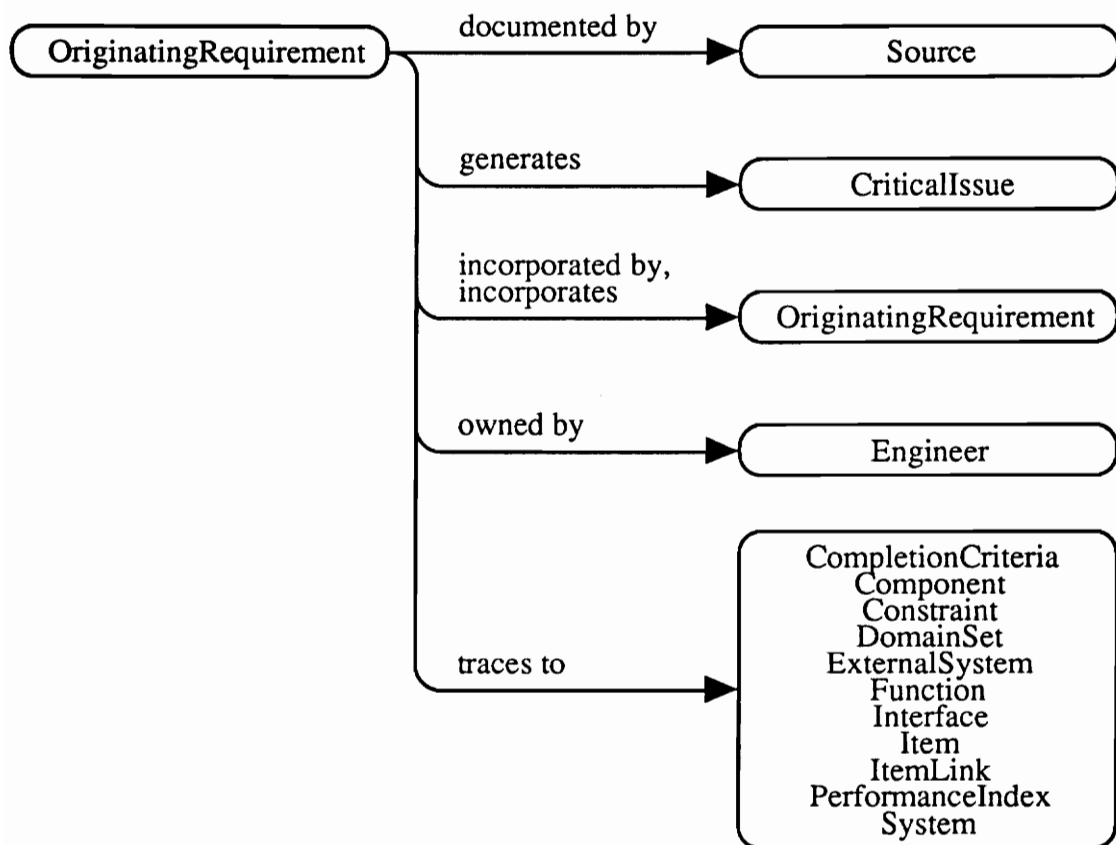 OriginatingRequirement
documented by
Source
generates
CriticalIssue
incorporated by,
incorporates
OriginatingRequirement
owned by
Engineer
traces to
CompletionCriteria
Component
Constraint
DomainSet
ExternalSystem
Function
Interface
Item
ItemLink
PerformanceIndex
System